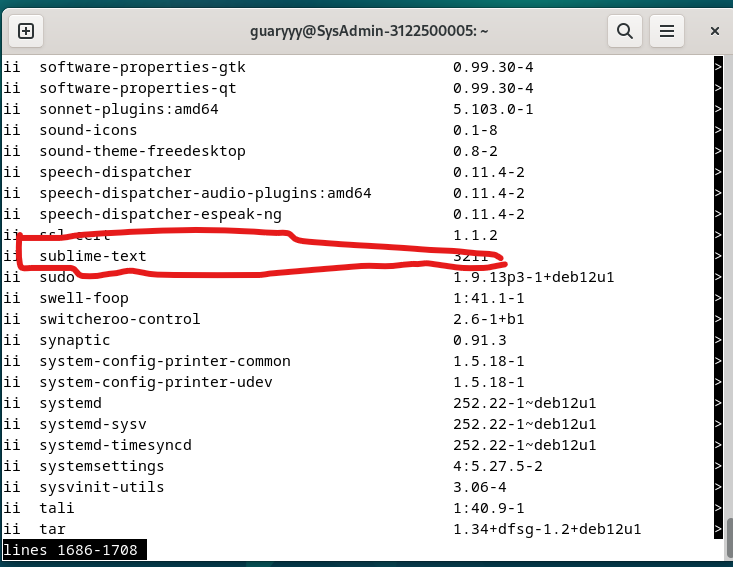 guaryyy@SysAdmin-3122500005: ~
ii software-properties-gtk 0.99.30-4 >
ii software-properties-qt 0.99.30-4 >
ii sonnet-plugins:amd64 5.103.0-1 >
ii sound-icons 0.1-8 >
ii sound-theme-freedesktop 0.8-2 >
ii speech-dispatcher 0.11.4-2 >
ii speech-dispatcher-audio-plugins:amd64 0.11.4-2 >
ii speech-dispatcher-espeak-ng 0.11.4-2 >
ii ssl-cert 1.1.2 >
ii sublime-text 3211 >
ii sudo 1.9.13p3-1+deb12u1 >
ii swell-foop 1:41.1-1 >
ii switcheroo-control 2.6-1+b1 >
ii synaptic 0.91.3 >
ii system-config-printer-common 1.5.18-1 >
ii system-config-printer-udev 1.5.18-1 >
ii systemd 252.22-1~deb12u1 >
ii systemd-sysv 252.22-1~deb12u1 >
ii systemd-timesyncd 252.22-1~deb12u1 >
ii systemsettings 4:5.27.5-2 >
ii sysvinit-utils 3.06-4 >
ii tali 1:40.9-1 >
ii tar 1.34+dfsg-1.2+deb12u1 >
lines 1686-1708